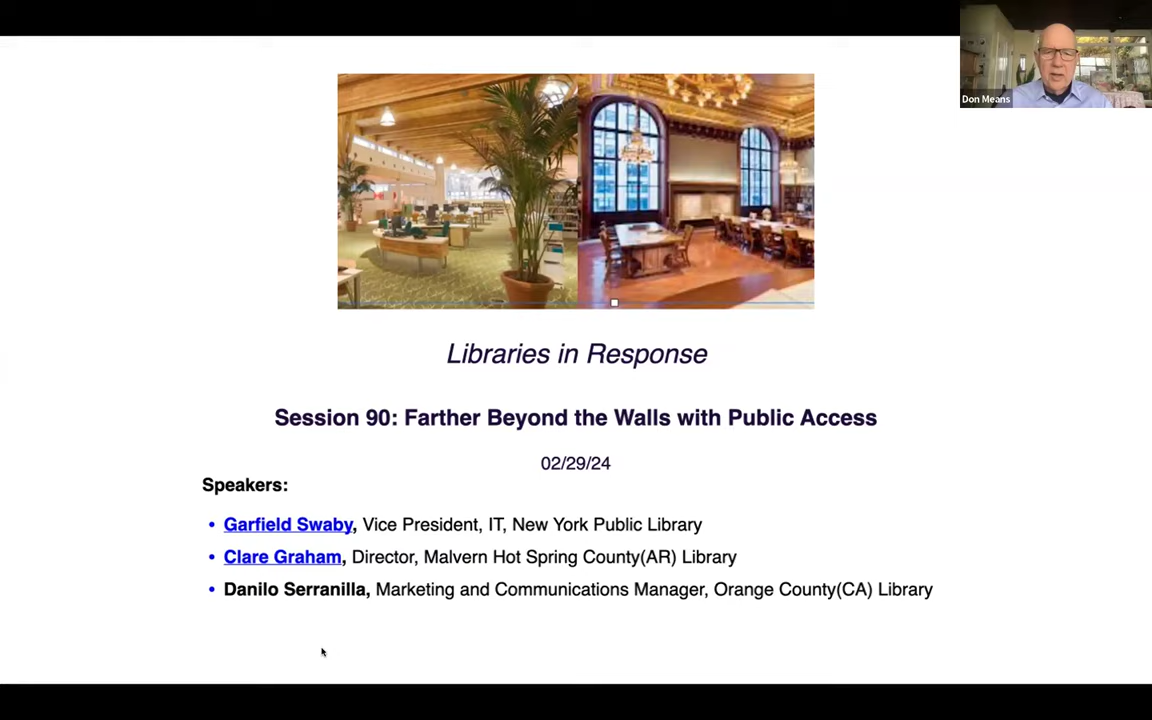 Don Means
Libraries in Response
Session 90: Farther Beyond the Walls with Public Access
02/29/24
Speakers:
• Garfield Swaby, Vice President, IT, New York Public Library
• Clare Graham, Director, Malvern Hot Spring County(AR) Library
• Danilo Serranilla, Marketing and Communications Manager, Orange County(CA) Library